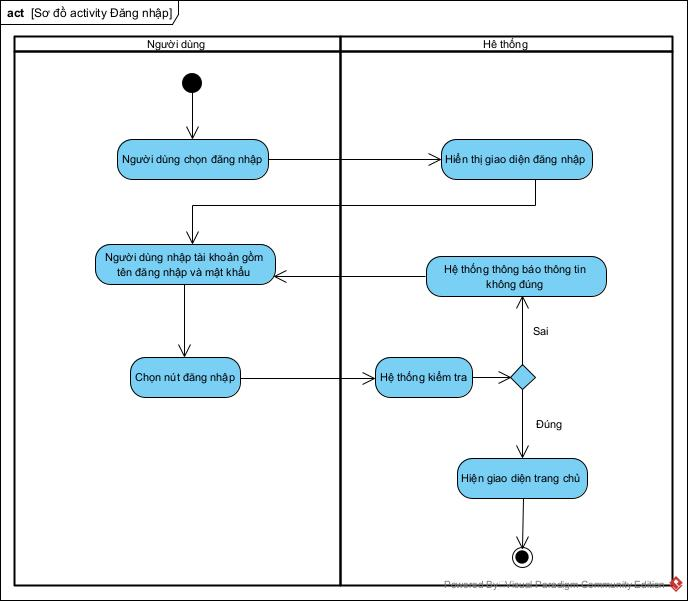 act [Sơ đồ activity Đăng nhập]
Người dùng
Hê thống
Người dùng chọn đăng nhập
Hiển thị giao diện đăng nhập
Người dùng nhập tài khoản gồm
tên đăng nhập và mật khẩu
Hệ thống thông báo thông tin
không đúng
Sai
Chọn nút đăng nhập
Hệ thống kiểm tra
Đúng
Hiện giao diện trang chủ
Powered By: Visual Paradigm Community Edition